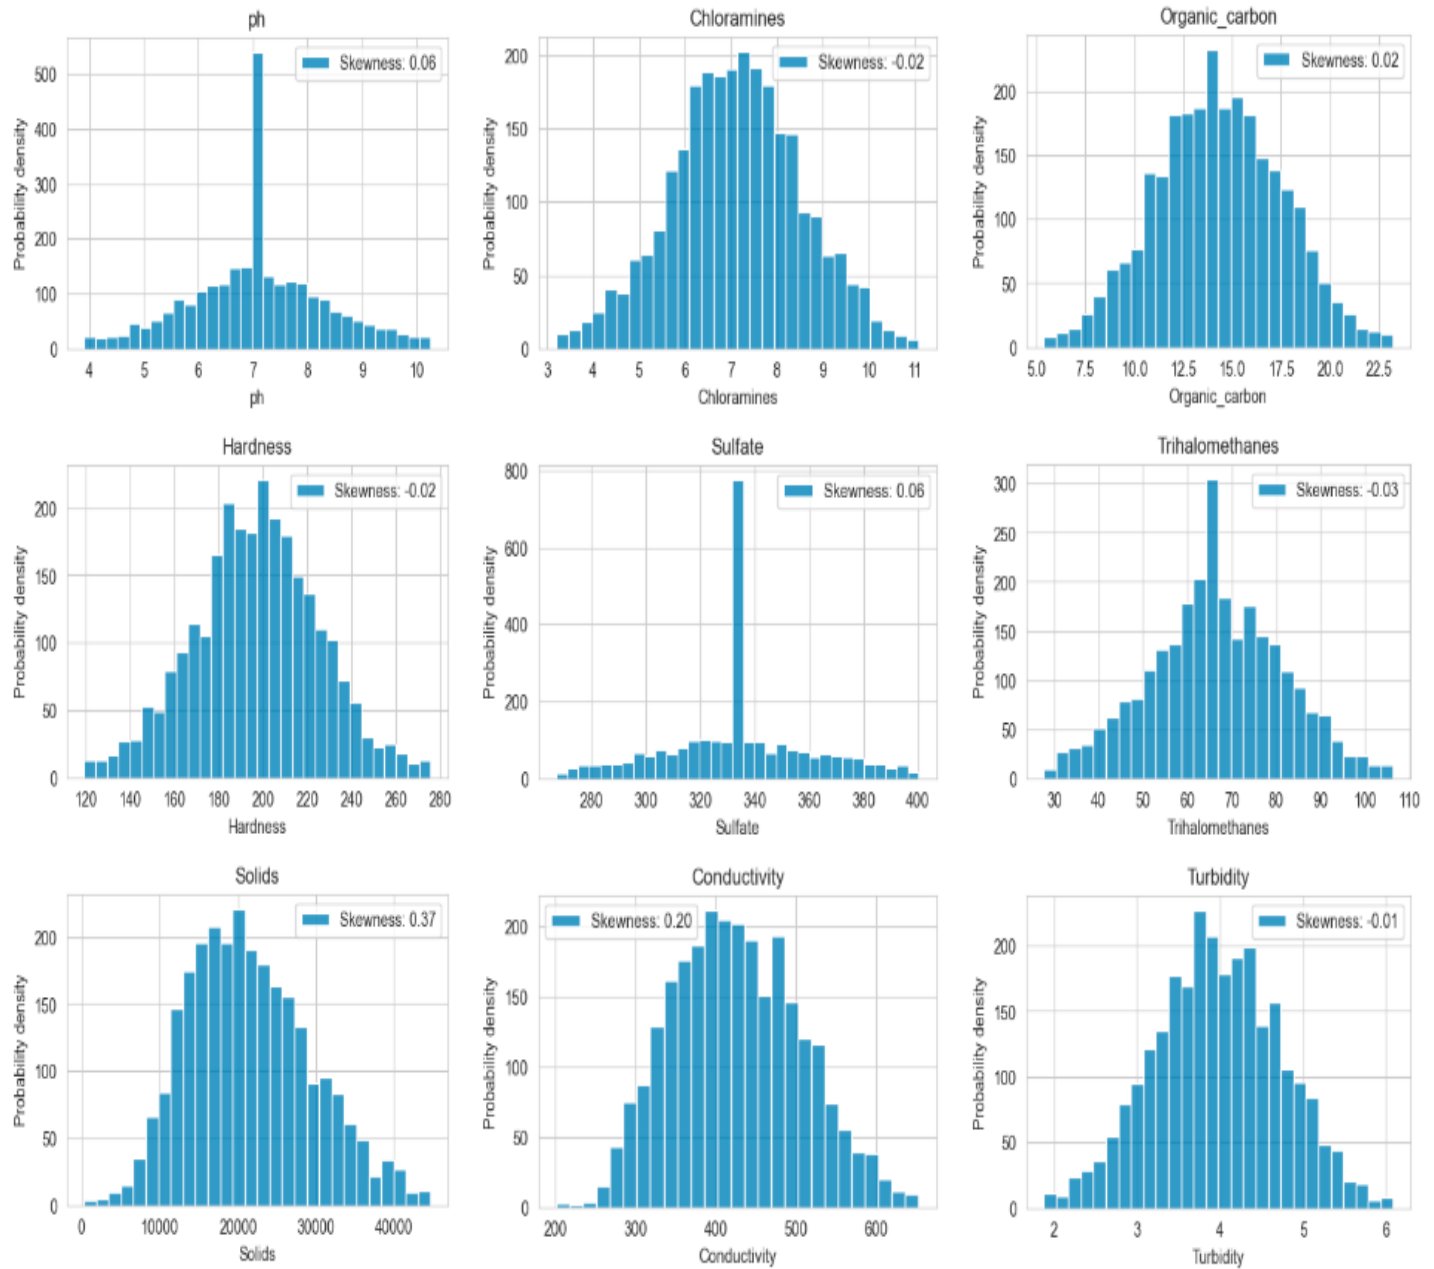 ph
Skewness: 0.06
Probability density
500
400
300
200
100
0
4 5 6 7 8 9 10
ph
Chloramines
Skewness: -0.02
Probability density
200
150
100
50
0
3 4 5 6 7 8 9 10 11
Chloramines
Organic_carbon
Skewness: 0.02
Probability density
200
150
100
50
0
5.0 7.5 10.0 12.5 15.0 17.5 20.0 22.5
Organic_carbon
Hardness
Skewness: -0.02
Probability density
200
150
100
50
0
120 140 160 180 200 220 240 260 280
Hardness
Sulfate
Skewness: 0.06
Probability density
800
600
400
200
0
280 300 320 340 360 380 400
Sulfate
Trihalomethanes
Skewness: -0.03
Probability density
300
250
200
150
100
50
0
30 40 50 60 70 80 90 100 110
Trihalomethanes
Solids
Skewness: 0.37
Probability density
200
150
100
50
0
0 10000 20000 30000 40000
Solids
Conductivity
Skewness: 0.20
Probability density
200
150
100
50
0
200 300 400 500 600
Conductivity
Turbidity
Skewness: -0.01
Probability density
200
150
100
50
0
2 3 4 5 6
Turbidity